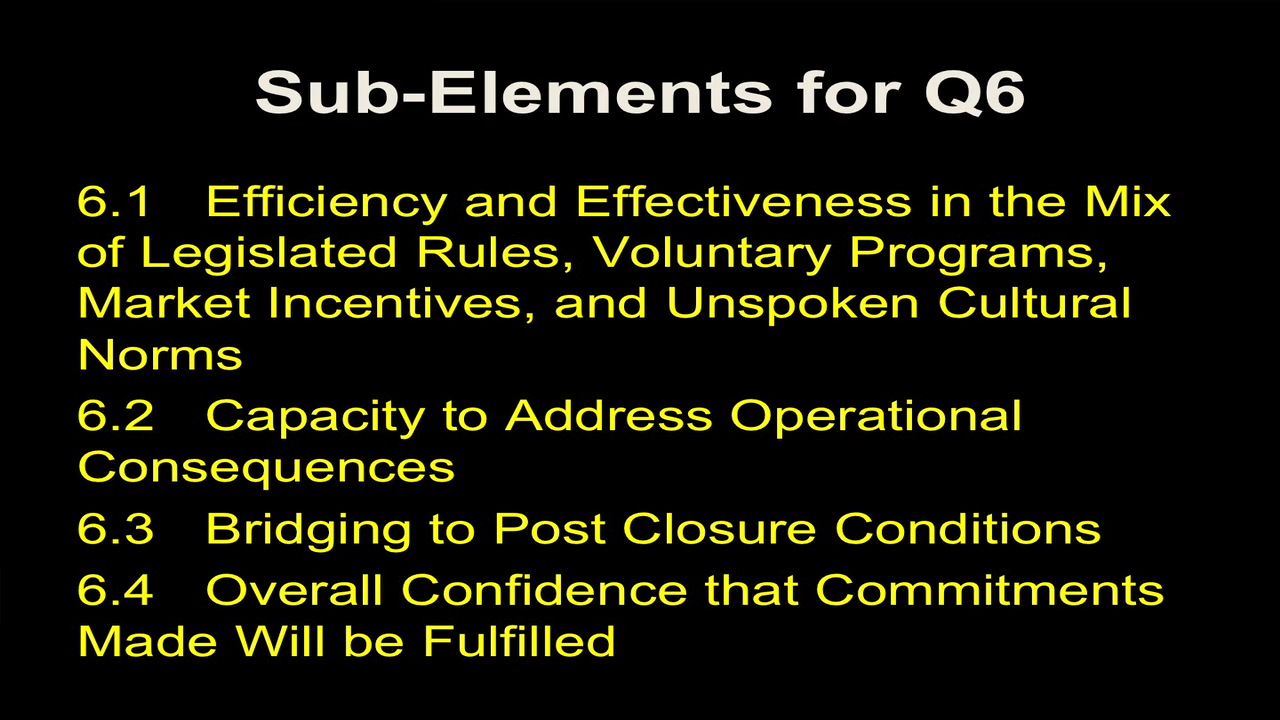 Sub-Elements for Q6
6.1 Efficiency and Effectiveness in the Mix
of Legislated Rules, Voluntary Programs,
Market Incentives, and Unspoken Cultural
Norms
6.2 Capacity to Address Operational
Consequences
6.3 Bridging to Post Closure Conditions
6.4 Overall Confidence that Commitments
Made Will be Fulfilled